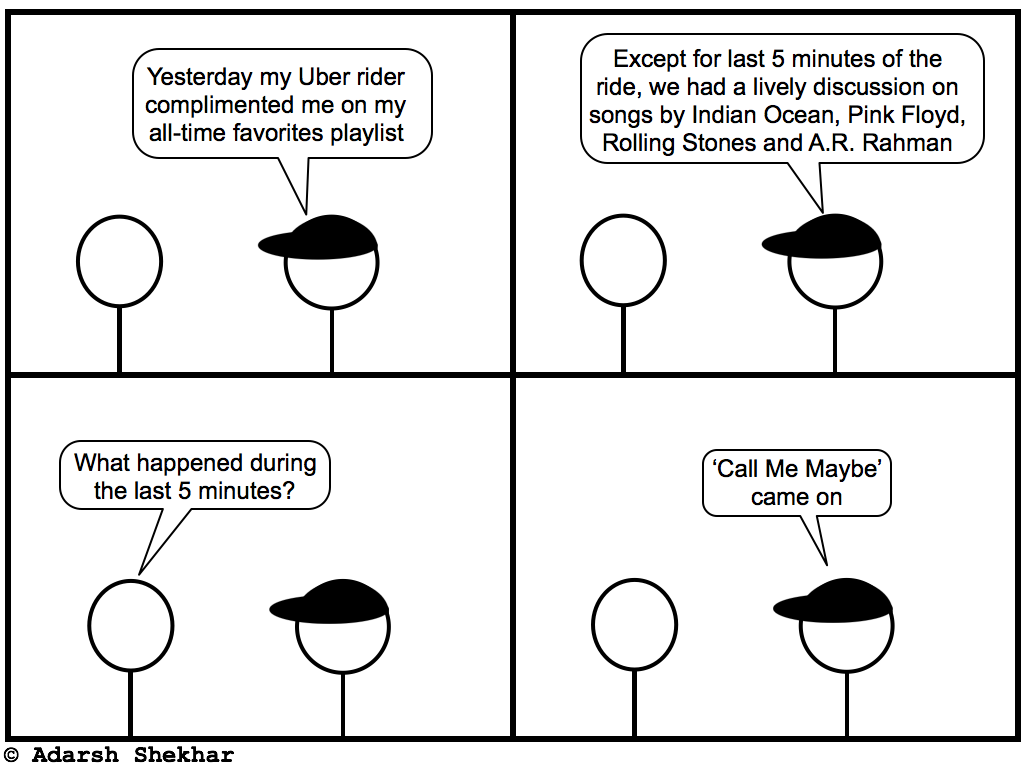 Yesterday my Uber rider
complimented me on my
all-time favorites playlist
Except for last 5 minutes of the
ride, we had a lively discussion on
songs by Indian Ocean, Pink Floyd,
Rolling Stones and A.R. Rahman
What happened during
the last 5 minutes?
‘Call Me Maybe’
came on
© Adarsh Shekhar